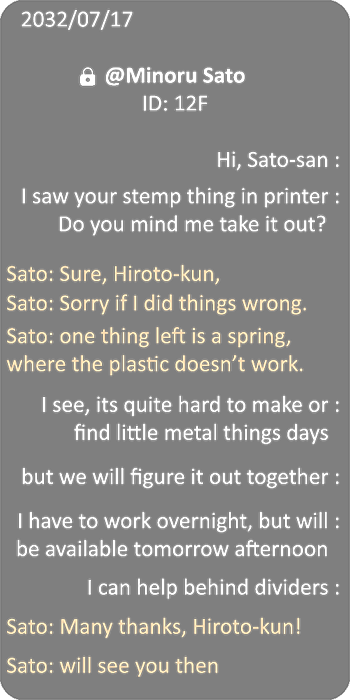 2032/07/17
@Minoru Sato
ID: 12F
Hi, Sato-san :
I saw your stemp thing in printer :
Do you mind me take it out?
Sato: Sure, Hiroto-kun,
Sato: Sorry if I did things wrong.
Sato: one thing left is a spring,
where the plastic doesn’t work.
I see, its quite hard to make or :
find little metal things days
but we will figure it out together :
I have to work overnight, but will :
be available tomorrow afternoon
I can help behind dividers :
Sato: Many thanks, Hiroto-kun!
Sato: will see you then